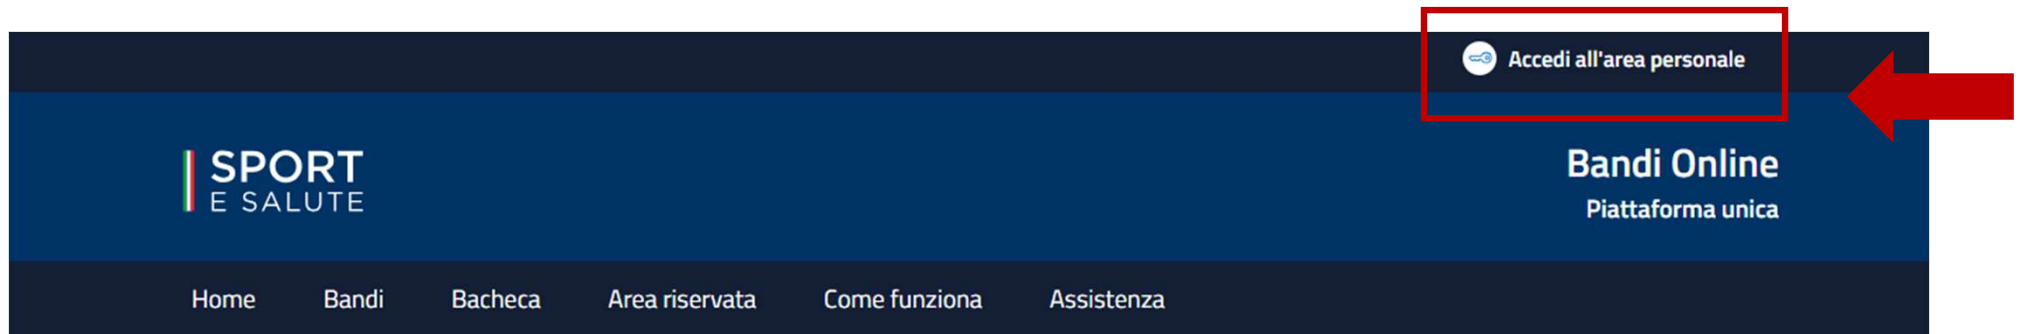 Accedi all'area personale
SPORT
E SALUTE
Bandi Online
Piattaforma unica
Home Bandi Bacheca Area riservata Come funziona Assistenza